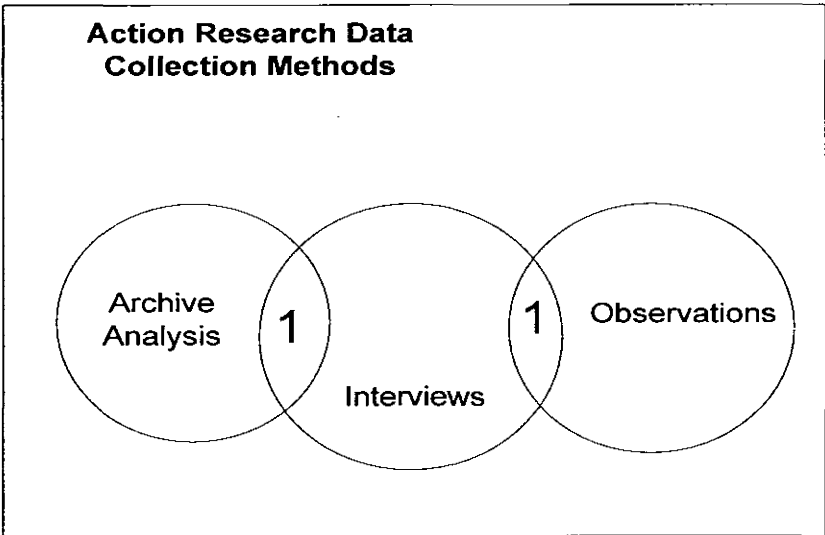 Action Research Data
Collection Methods
Archive
Analysis
1
Interviews
1
Observations